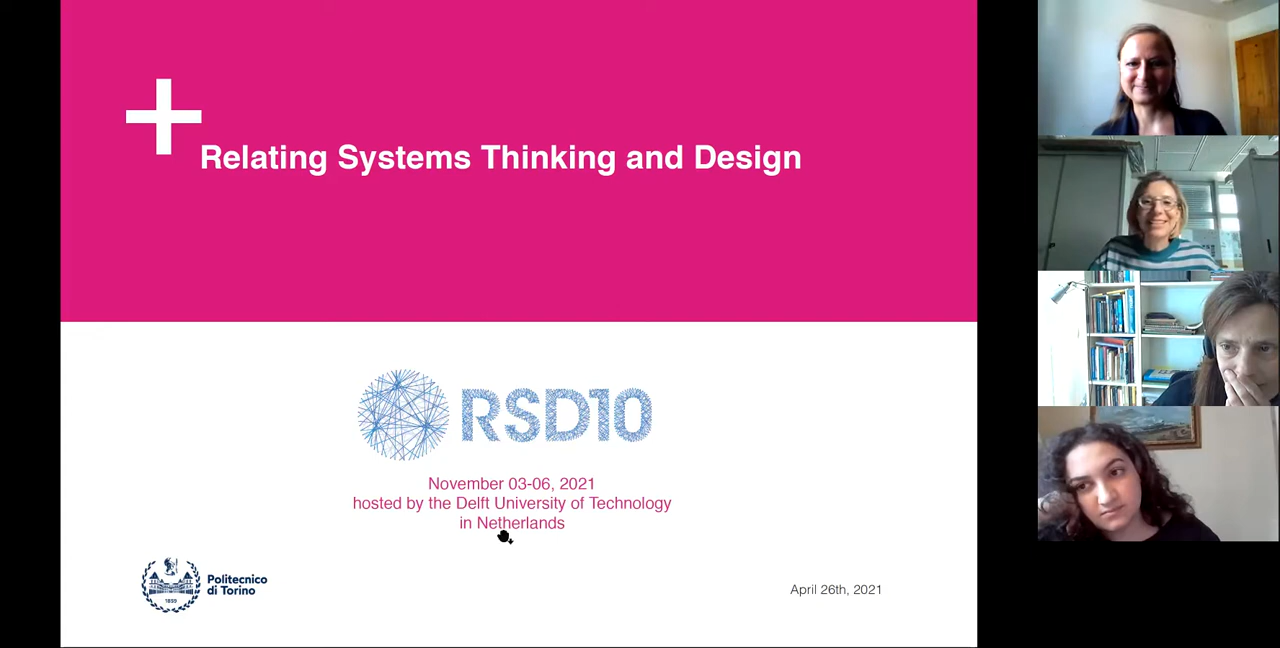 Relating Systems Thinking and Design
RSD10
November 03-06, 2021
hosted by the Delft University of Technology
in Netherlands
1859
Politecnico
di Torino
April 26th, 2021